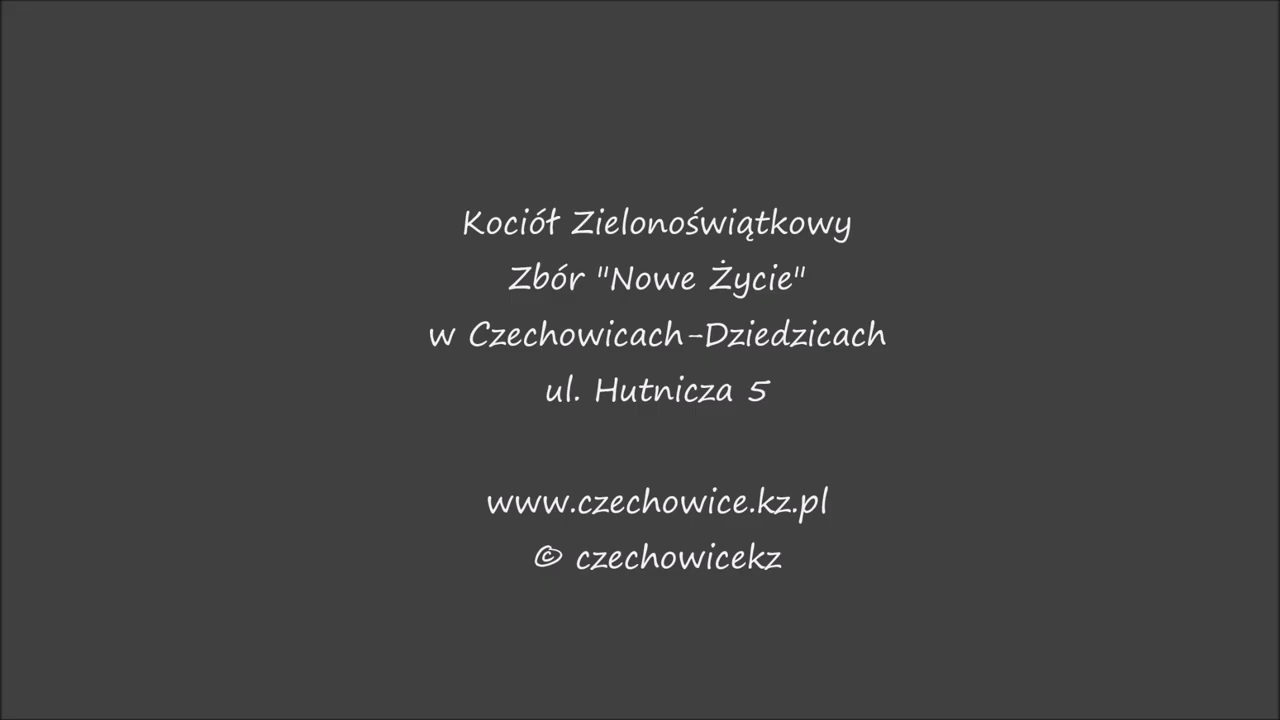 Kociół Zielonoświątkowy
Zbór "Nowe Życie"
w Czechowicach-Dziedzicach
ul. Hutnicza 5
www.czechowice.kz.pl
© czechowicekz